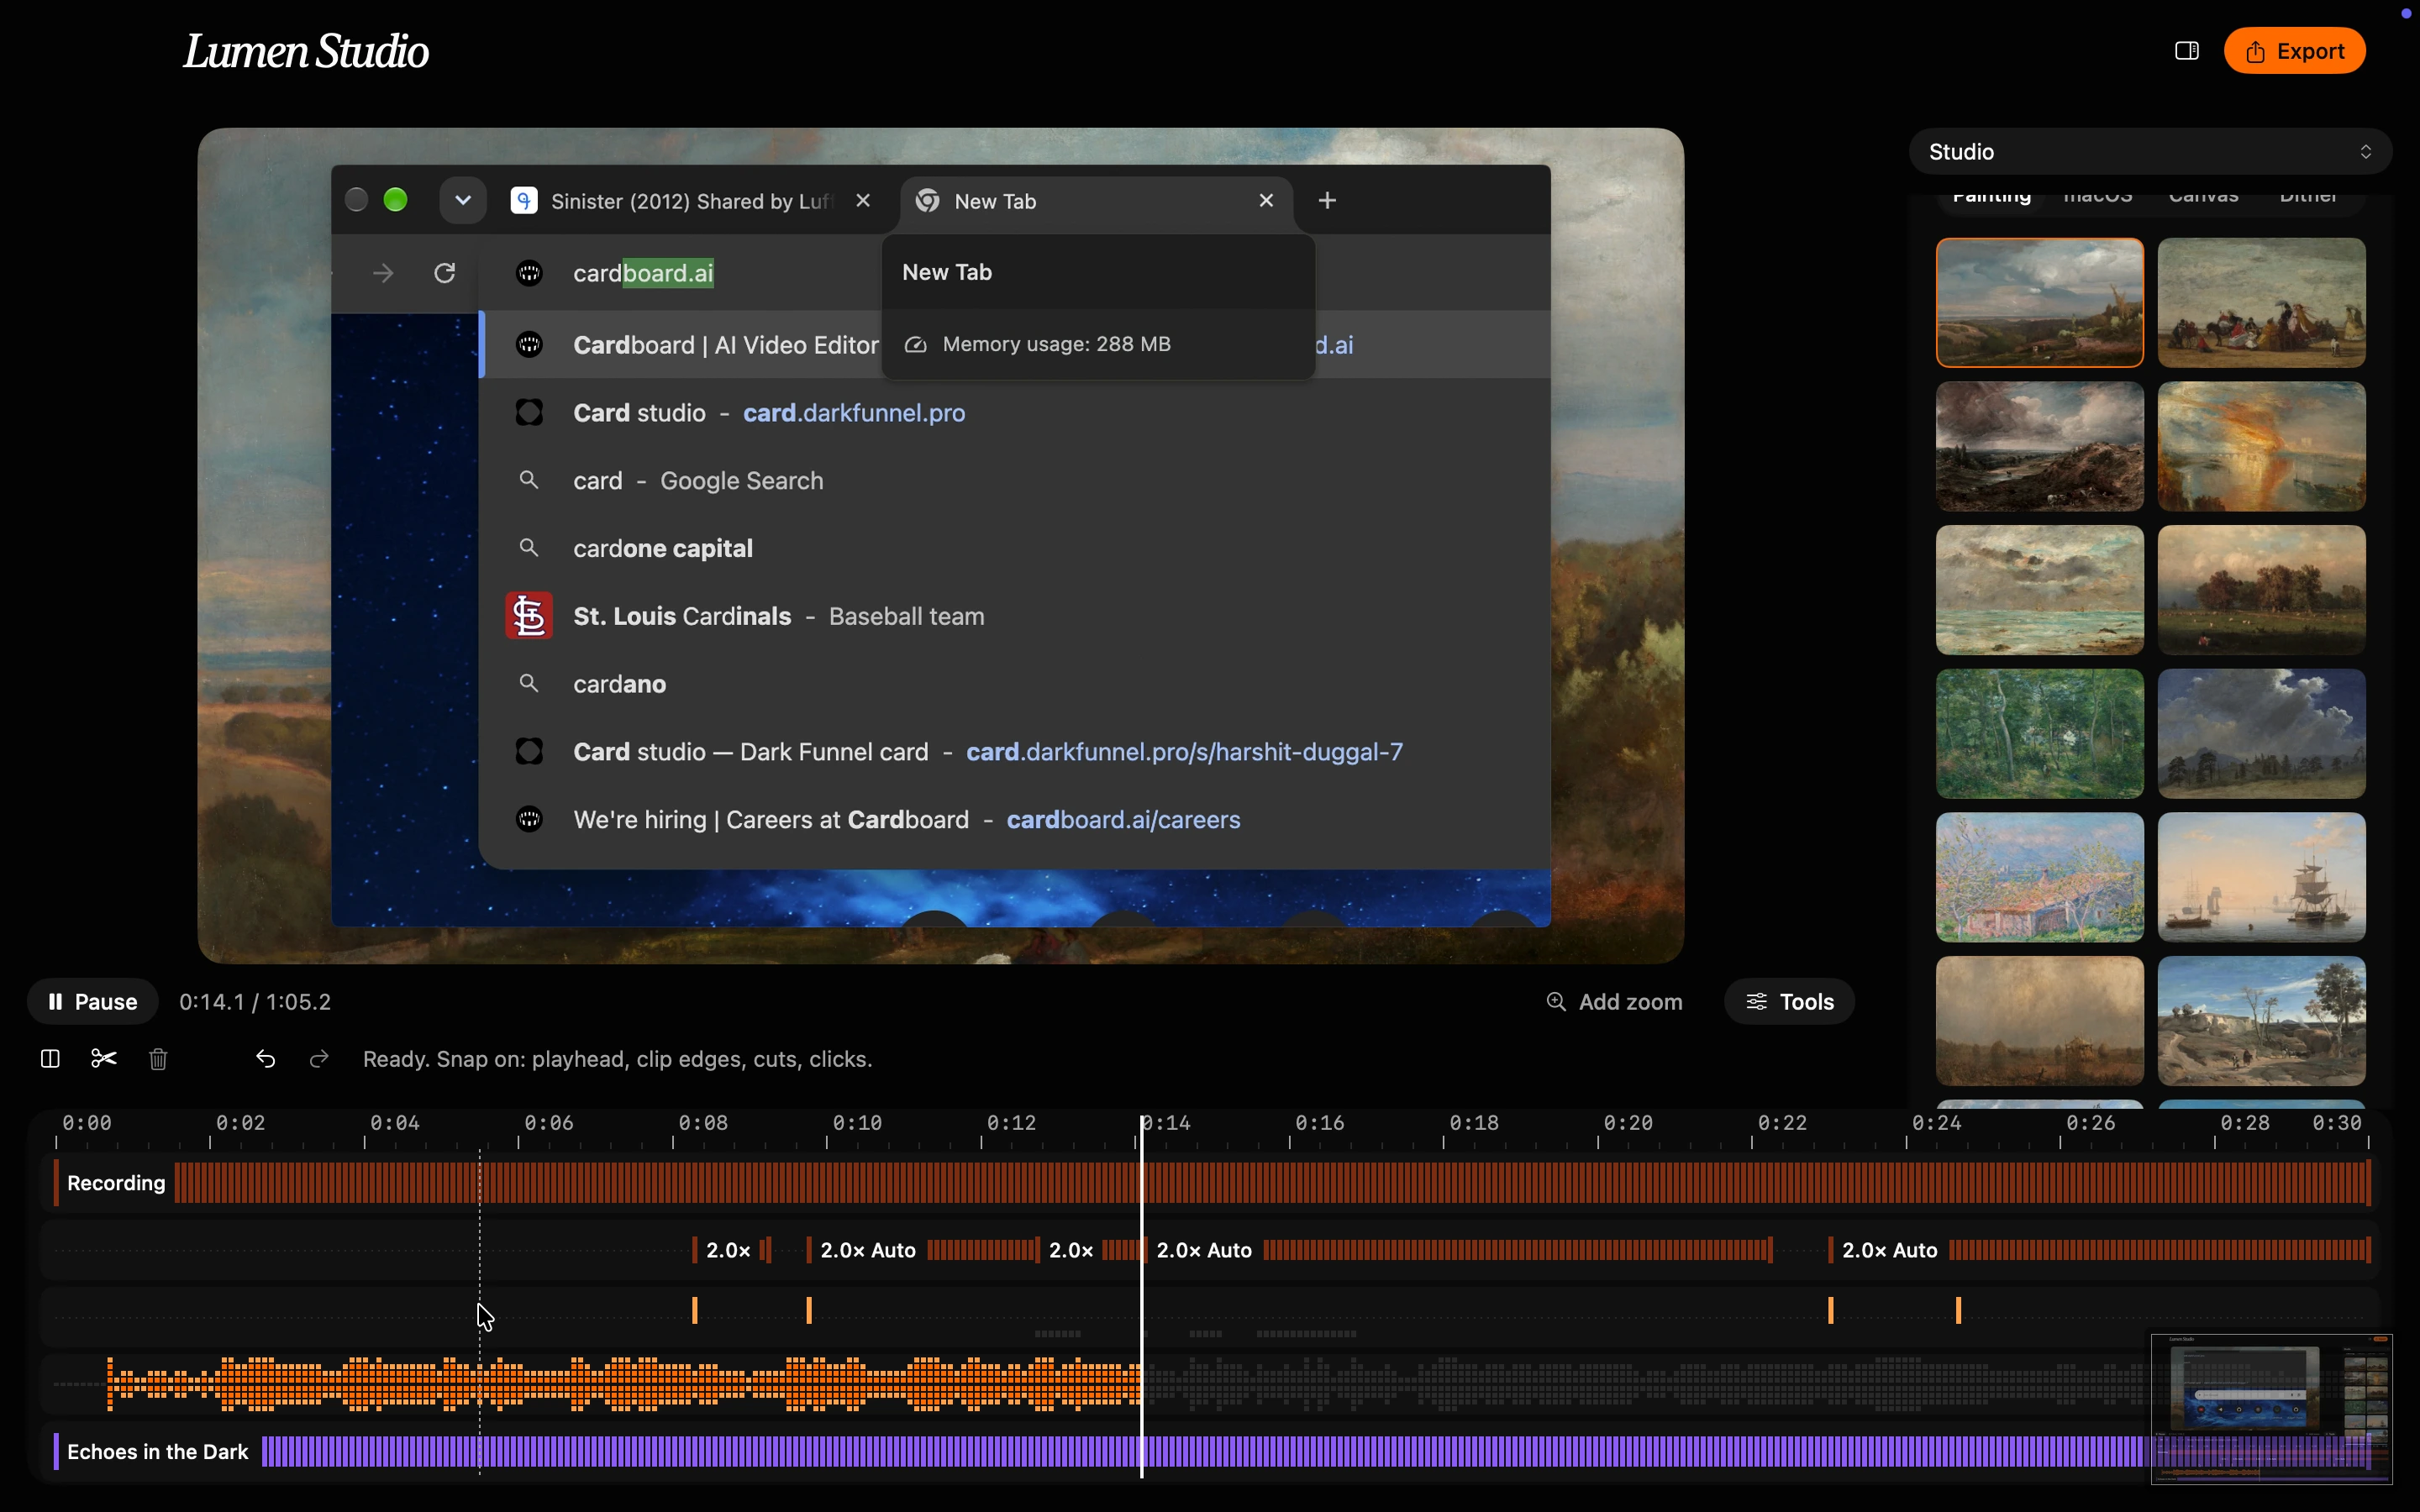 Lumen Studio
Export
Studio
Painting macOS Canvas Dither
Sinister (2012) Shared by Luf
New Tab
cardboard.ai
New Tab
Memory usage: 288 MB
Cardboard | AI Video Editor
d.ai
Card studio - card.darkfunnel.pro
card - Google Search
cardone capital
St. Louis Cardinals - Baseball team
cardano
Card studio — Dark Funnel card - card.darkfunnel.pro/s/harshit-duggal-7
We're hiring | Careers at Cardboard - cardboard.ai/careers
Pause 0:14.1 / 1:05.2
Add zoom
Tools
Ready. Snap on: playhead, clip edges, cuts, clicks.
0:00 0:02 0:04 0:06 0:08 0:10 0:12 0:14 0:16 0:18 0:20 0:22 0:24 0:26 0:28 0:30
Recording
2.0× 2.0× Auto 2.0× 2.0× Auto 2.0× Auto
Echoes in the Dark